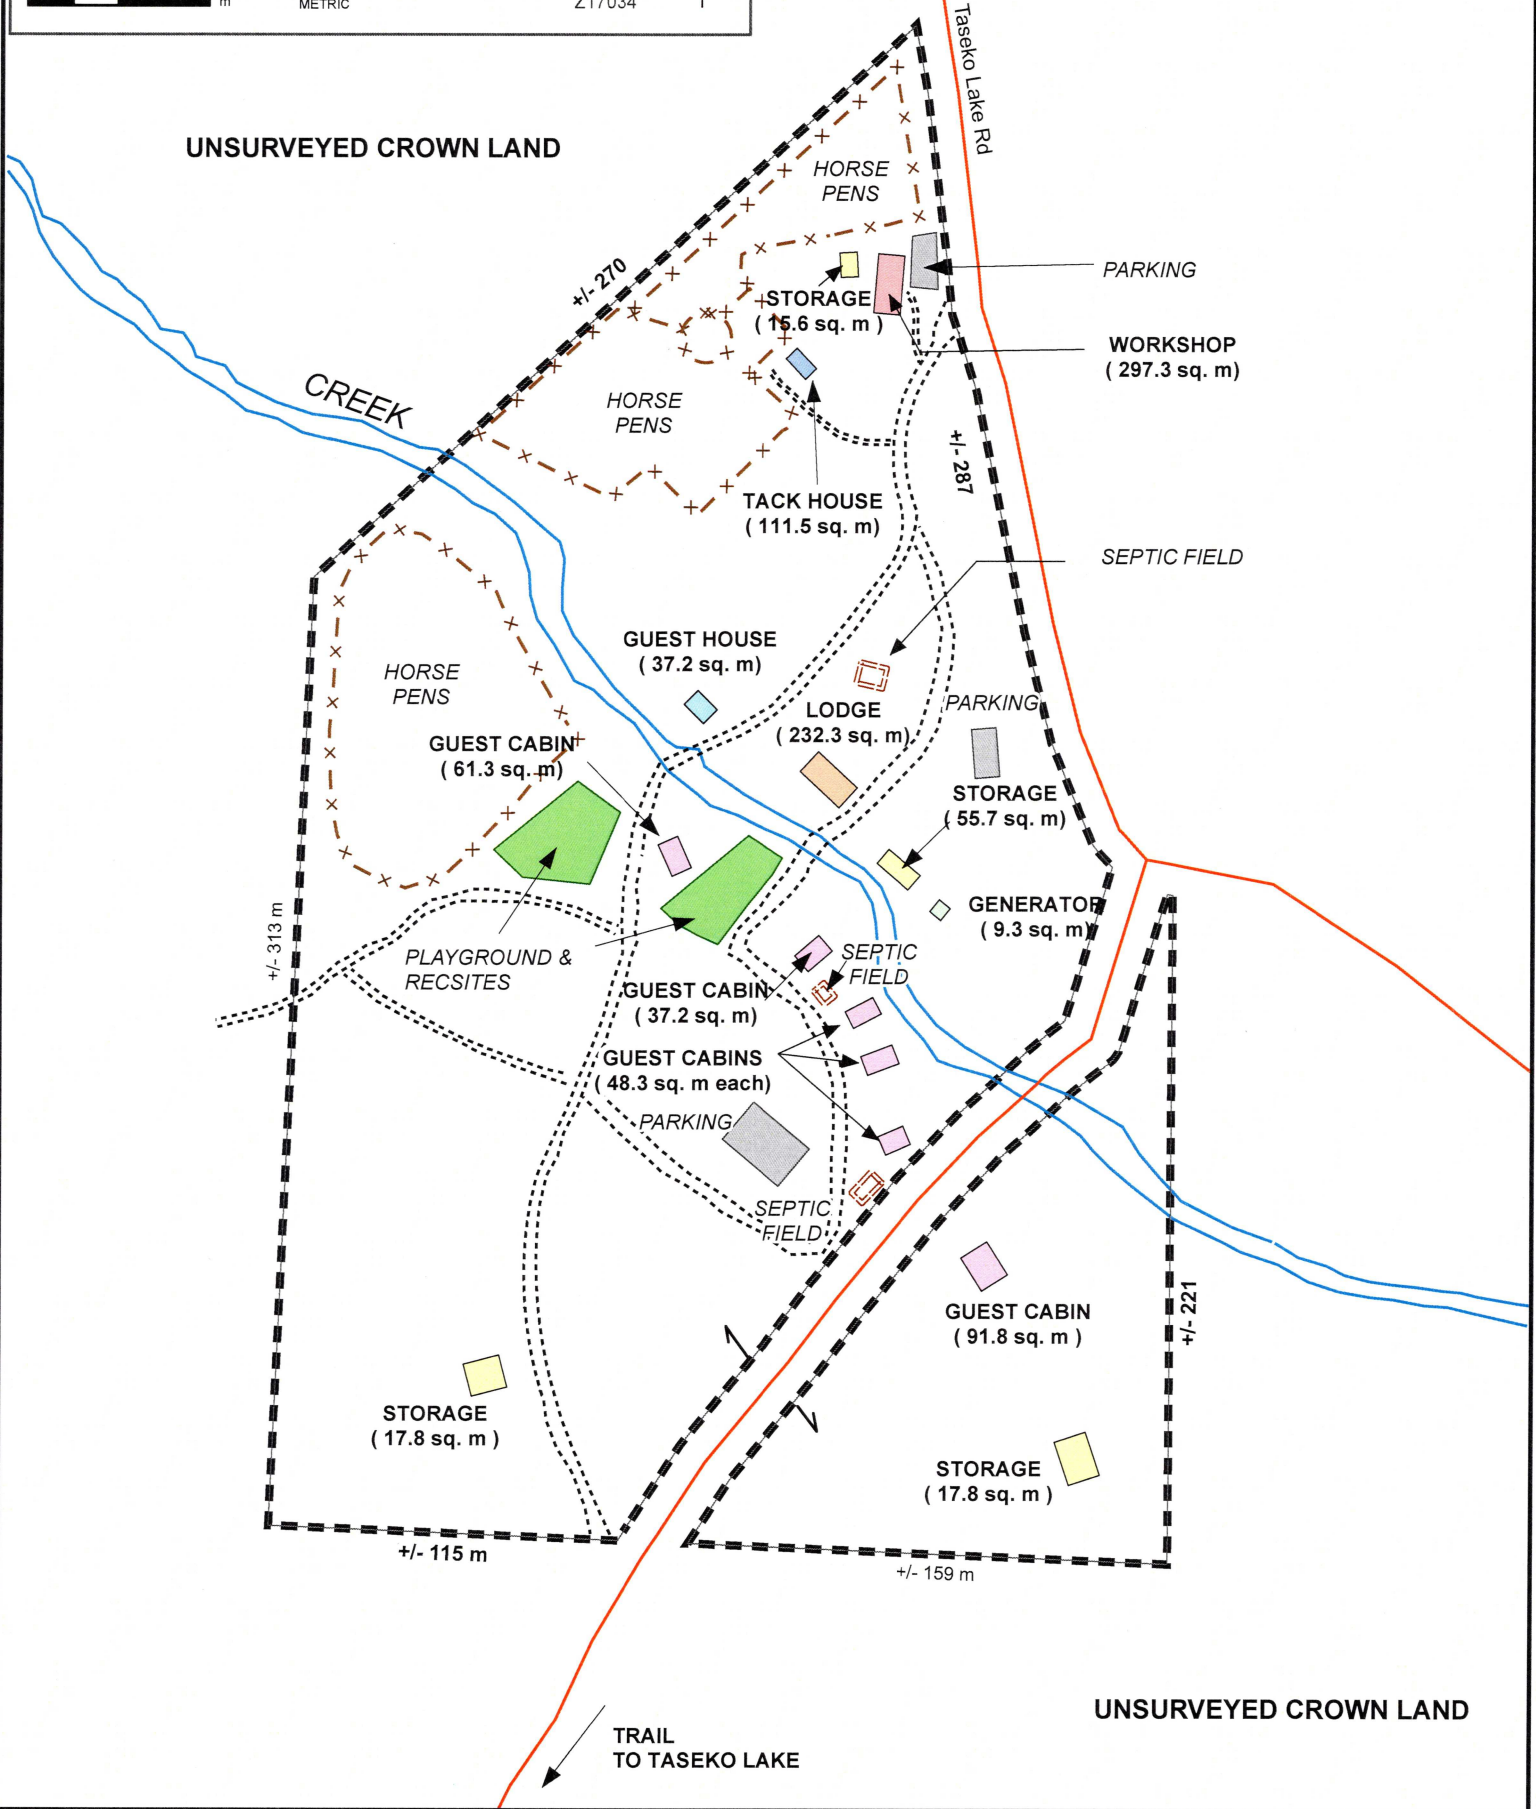 m
METRIC
Z17034
1
Taseko Lake Rd
UNSURVEYED CROWN LAND
HORSE
PENS
+/- 270
PARKING
STORAGE
( 15.6 sq. m )
WORKSHOP
( 297.3 sq. m)
CREEK
HORSE
PENS
+/- 287
TACK HOUSE
( 111.5 sq. m)
SEPTIC FIELD
GUEST HOUSE
( 37.2 sq. m)
HORSE
PENS
LODGE
( 232.3 sq. m)
PARKING
GUEST CABIN
( 61.3 sq. m)
STORAGE
( 55.7 sq. m)
GENERATOR
( 9.3 sq. m)
+/- 313 m
PLAYGROUND &
RECSITES
SEPTIC
FIELD
GUEST CABIN
( 37.2 sq. m)
GUEST CABINS
( 48.3 sq. m each)
PARKING
SEPTIC
FIELD
GUEST CABIN
( 91.8 sq. m )
+/- 221
STORAGE
( 17.8 sq. m )
STORAGE
( 17.8 sq. m )
+/- 115 m
+/- 159 m
UNSURVEYED CROWN LAND
TRAIL
TO TASEKO LAKE